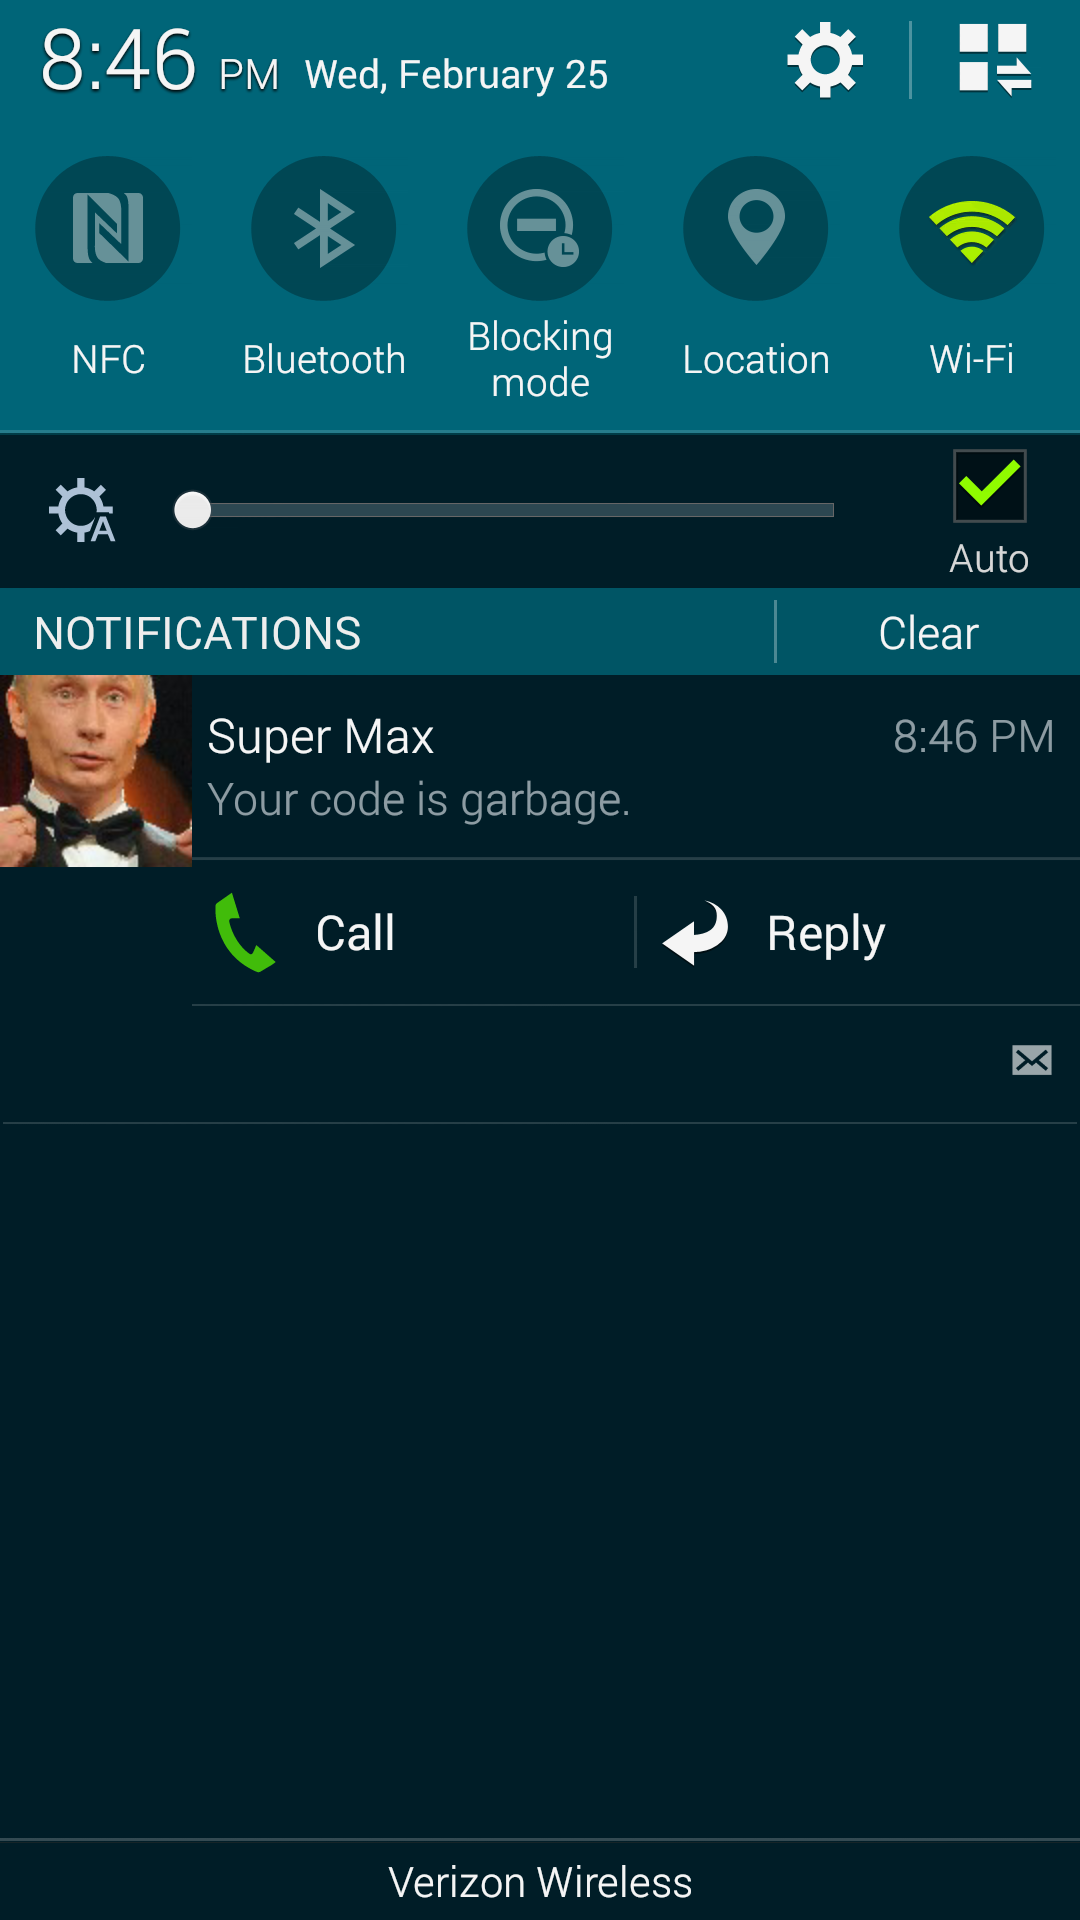 8:46 PM Wed, February 25
NFC
Bluetooth
Blocking
mode
Location
Wi-Fi
A
Auto
NOTIFICATIONS Clear
Super Max 8:46 PM
Your code is garbage.
Call Reply
Verizon Wireless